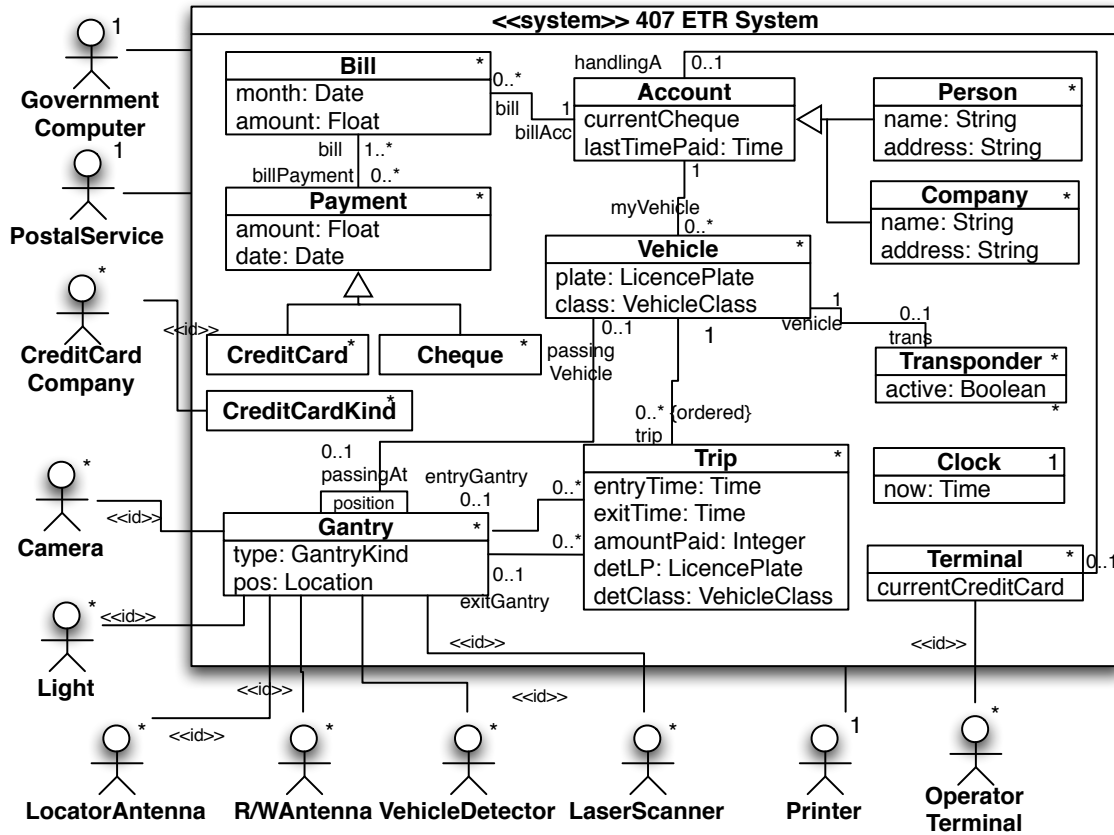 <<system>> 407 ETR System
1
Government
Computer
1
PostalService
*
<<id>>
CreditCard
Company
*
<<id>>
Camera
*
<<id>>
Light
Bill *
month: Date
amount: Float
0..*
bill
1
billAcc
bill 1..*
billPayment 0..*
Payment *
amount: Float
date: Date
CreditCard *
Cheque *
CreditCardKind *
handlingA
0..1
Account
currentCheque
lastTimePaid: Time
1
myVehicle
0..*
Person *
name: String
address: String
Company *
name: String
address: String
Vehicle *
plate: LicencePlate
class: VehicleClass
0..1
passing
Vehicle
1
1
vehicle
0..1
trans
Transponder *
active: Boolean
*
0..* {ordered}
trip
0..1
passingAt
position
entryGantry
0..1
0..*
Gantry *
type: GantryKind
pos: Location
0..*
0..1
exitGantry
Trip *
entryTime: Time
exitTime: Time
amountPaid: Integer
detLP: LicencePlate
detClass: VehicleClass
Clock 1
now: Time
Terminal *
currentCreditCard
0..1
<<id>>
<<id>>
<<id>>
<<id>>
<<id>>
*
LocatorAntenna
*
R/WAntenna
*
VehicleDetector
*
LaserScanner
1
Printer
*
Operator
Terminal